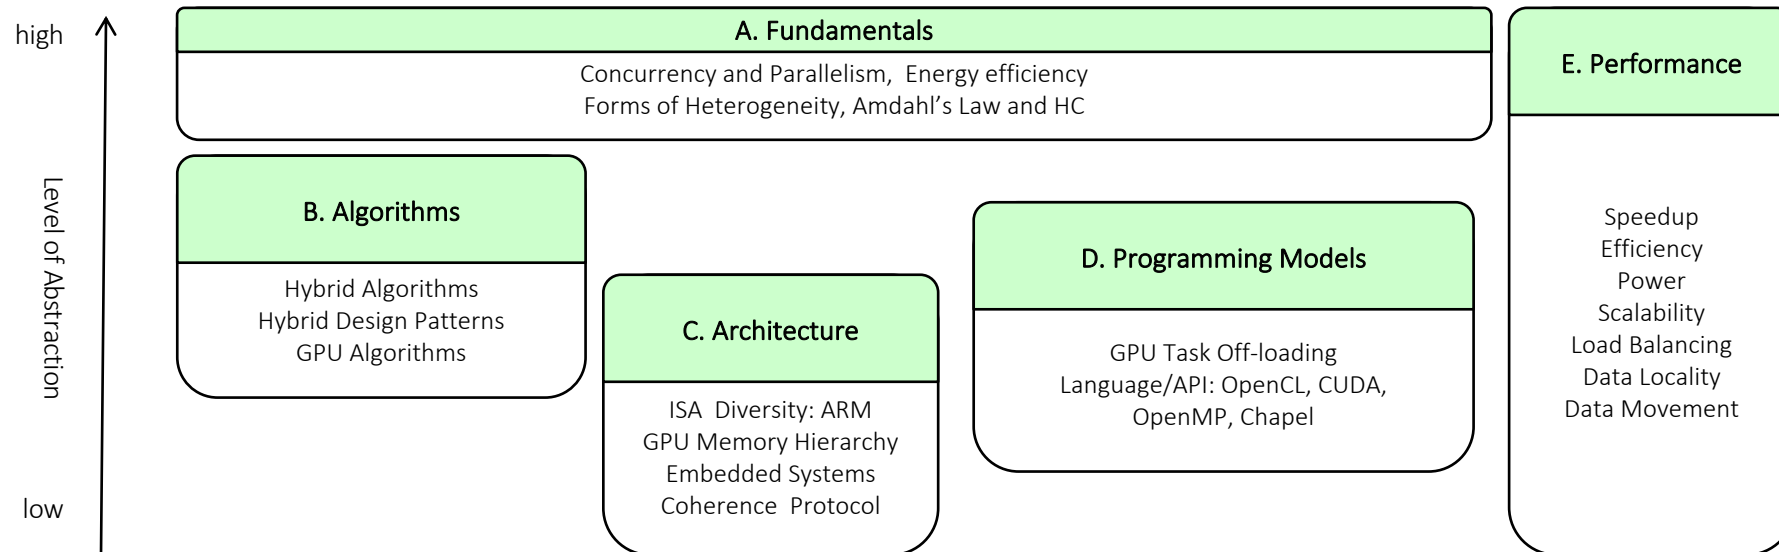 high
Level of Abstraction
low
A. Fundamentals
Concurrency and Parallelism, Energy efficiency
Forms of Heterogeneity, Amdahl’s Law and HC
B. Algorithms
Hybrid Algorithms
Hybrid Design Patterns
GPU Algorithms
C. Architecture
ISA Diversity: ARM
GPU Memory Hierarchy
Embedded Systems
Coherence Protocol
D. Programming Models
GPU Task Off-loading
Language/API: OpenCL, CUDA,
OpenMP, Chapel
E. Performance
Speedup
Efficiency
Power
Scalability
Load Balancing
Data Locality
Data Movement